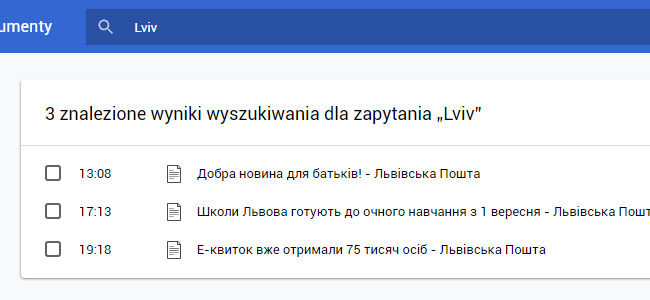 umenty
Lviv
3 znalezione wyniki wyszukiwania dla zapytania „Lviv”
13:08 Добра новина для батьків! - Львівська Пошта
17:13 Школи Львова готують до очного навчання з 1 вересня - Львівська Пошт
19:18 Е-квиток вже отримали 75 тисяч осіб - Львівська Пошта